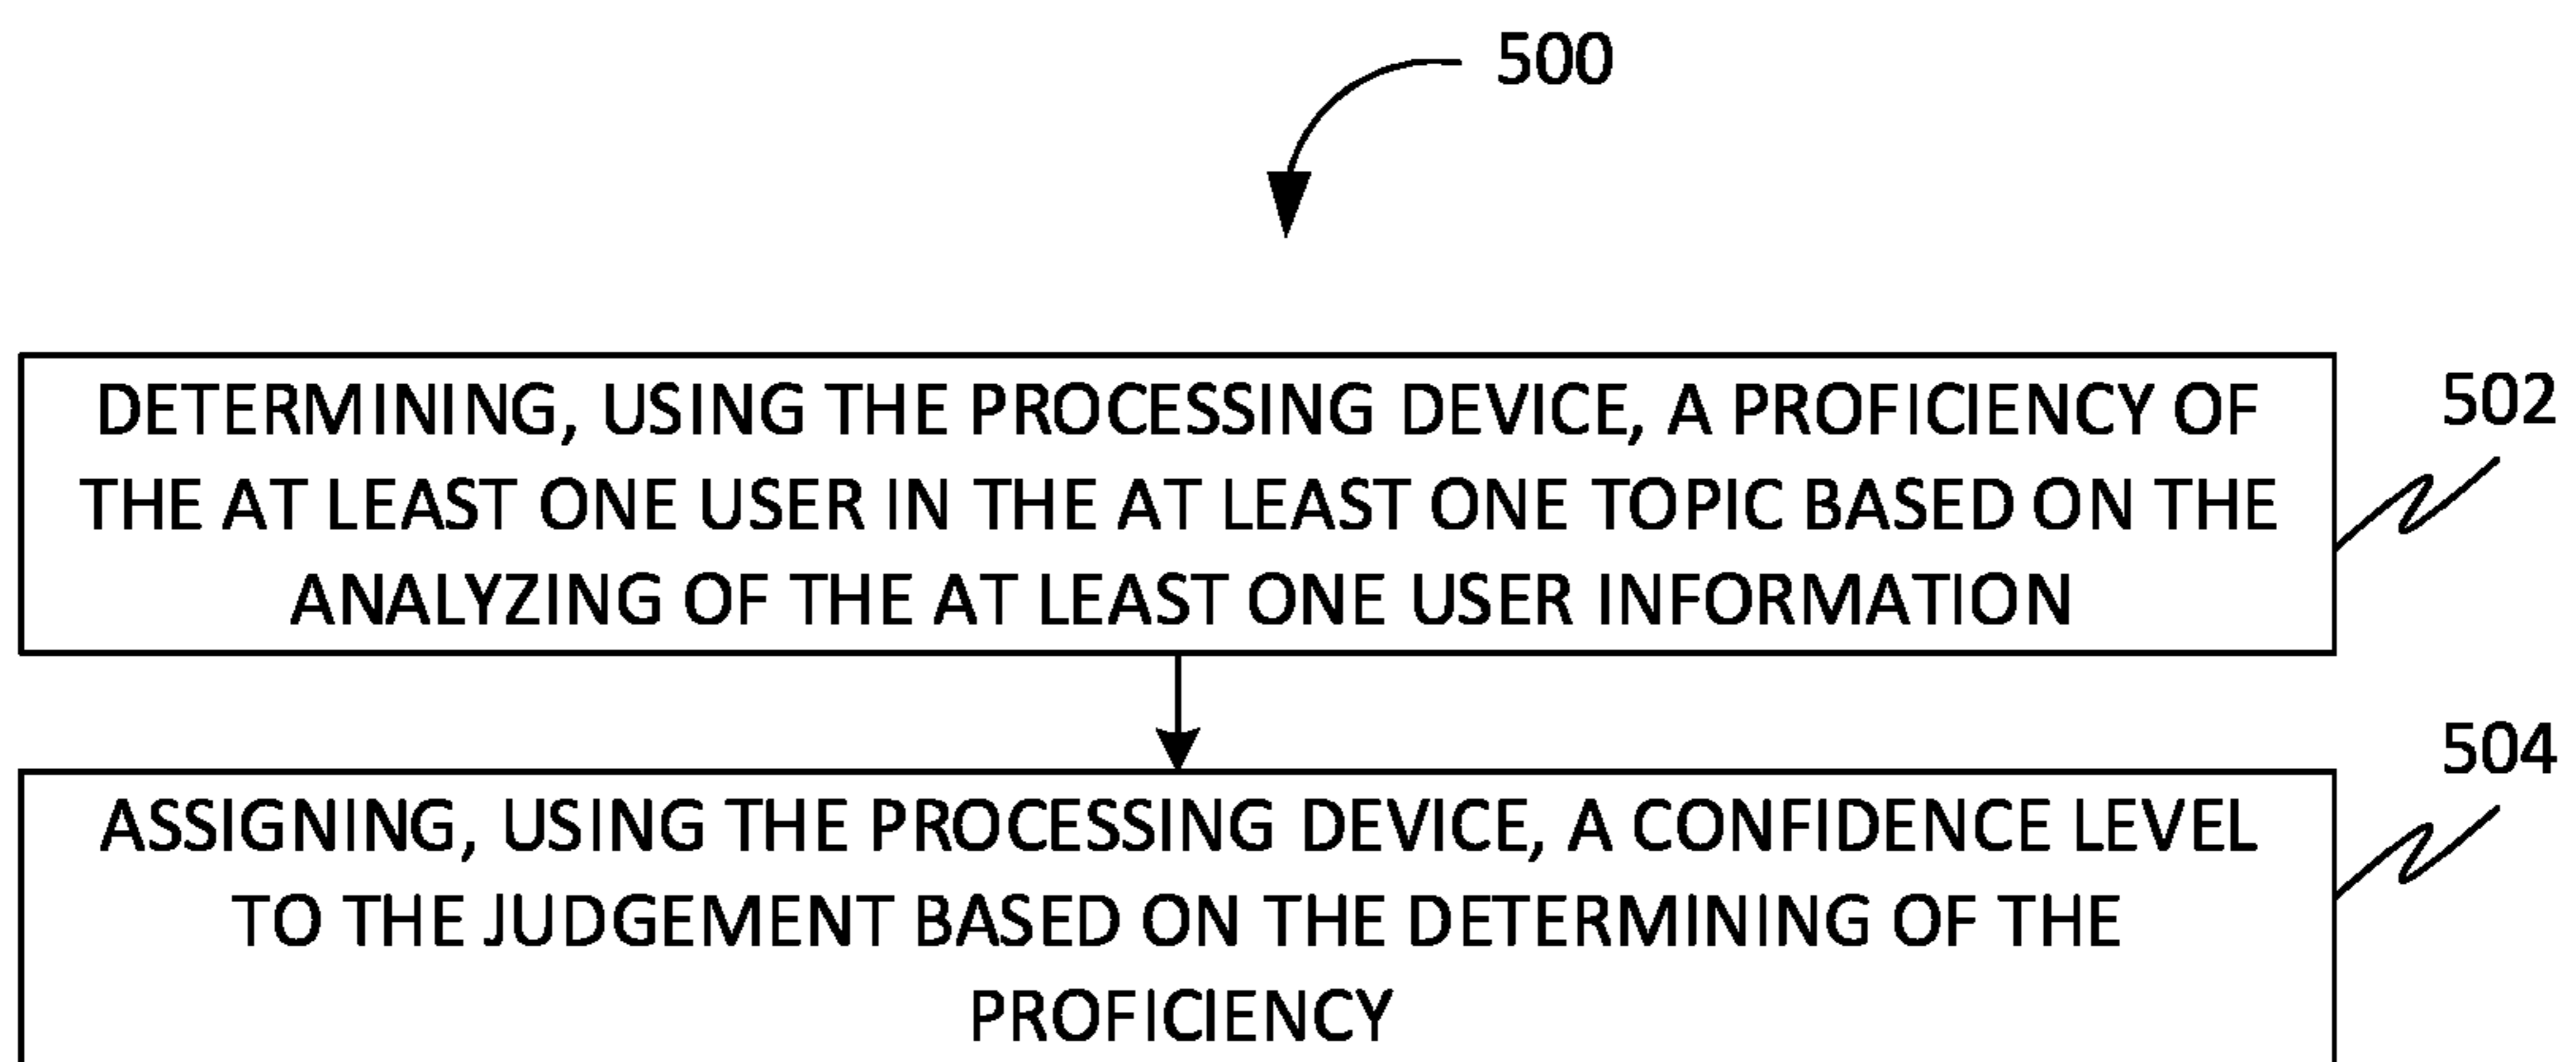 500
DETERMINING, USING THE PROCESSING DEVICE, A PROFICIENCY OF
THE AT LEAST ONE USER IN THE AT LEAST ONE TOPIC BASED ON THE
ANALYZING OF THE AT LEAST ONE USER INFORMATION
502
ASSIGNING, USING THE PROCESSING DEVICE, A CONFIDENCE LEVEL
TO THE JUDGEMENT BASED ON THE DETERMINING OF THE
PROFICIENCY
504